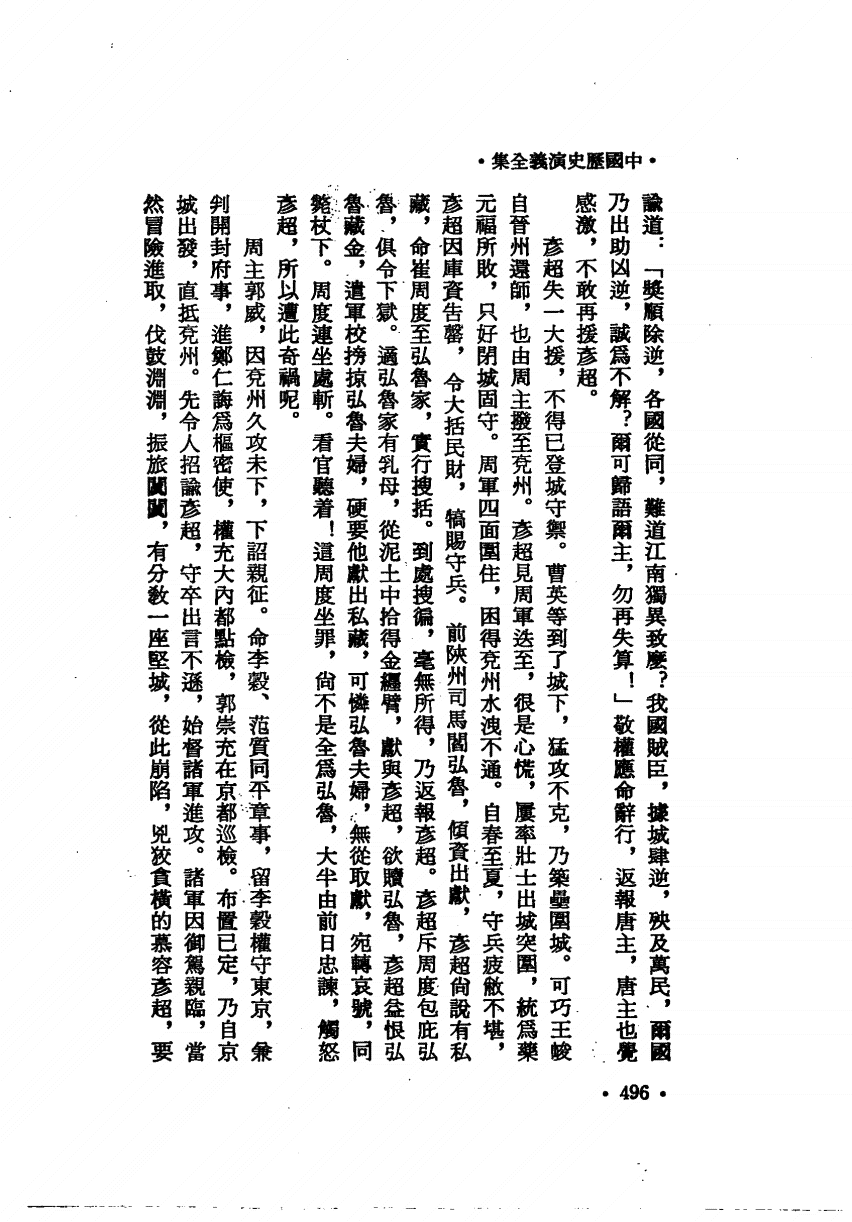 •中國歷史演義全集•
諭道：「獎順除逆，各國從同，難道江南獨異致麼？我國賊臣，據城肆逆，殃及萬民，爾國
乃出助凶逆，誠爲不解？爾可歸語爾主，勿再失算！」敬權應命辭行，返報唐主，唐主也覺
感激，不敢再援彥超。
彥超失一大援，不得已登城守禦。曹英等到了城下，猛攻不克，乃築壘圍城。可巧王峻
自晉州還師，也由周主撥至兗州。彥超見周軍迭至，很是心慌，屢率壯士出城突圍，統爲藥
元福所敗，只好閉城固守。周軍四面圍住，困得兗州水洩不通。自春至夏，守兵疲敝不堪，
彥超因庫資告罄，令大括民財，犒賜守兵。前陝州司馬閻弘魯，傾資出獻，彥超尙說有私
藏，命崔周度至弘魯家，實行搜括。到處搜徧，毫無所得，乃返報彥超。彥超斥周度包庇弘
魯，俱令下獄。適弘魯家有乳母，從泥土中拾得金纏臂，獻與彥超，欲贖弘魯，彥超益恨弘
魯藏金，遣軍校搒掠弘魯夫婦，硬要他獻出私藏，可憐弘魯夫婦，無從取獻，宛轉哀號，同
斃杖下。周度連坐處斬。看官聽着！這周度坐罪，尙不是全爲弘魯，大半由前日忠諫，觸怒
彥超，所以遭此奇禍呢。
周主郭威，因兗州久攻未下，下詔親征。命李穀、范質同平章事，留李穀權守東京，兼
判開封府事，進鄭仁誨爲樞密使，權充大內都點檢，郭崇充在京都巡檢。布置已定，乃自京
城出發，直抵兗州。先令人招諭彥超，守卒出言不遜，始督諸軍進攻。諸軍因御駕親臨，當
然冒險進取，伐鼓淵淵，振旅闐闐，有分敎一座堅城，從此崩陷，兇狡貪橫的慕容彥超，要
•496•